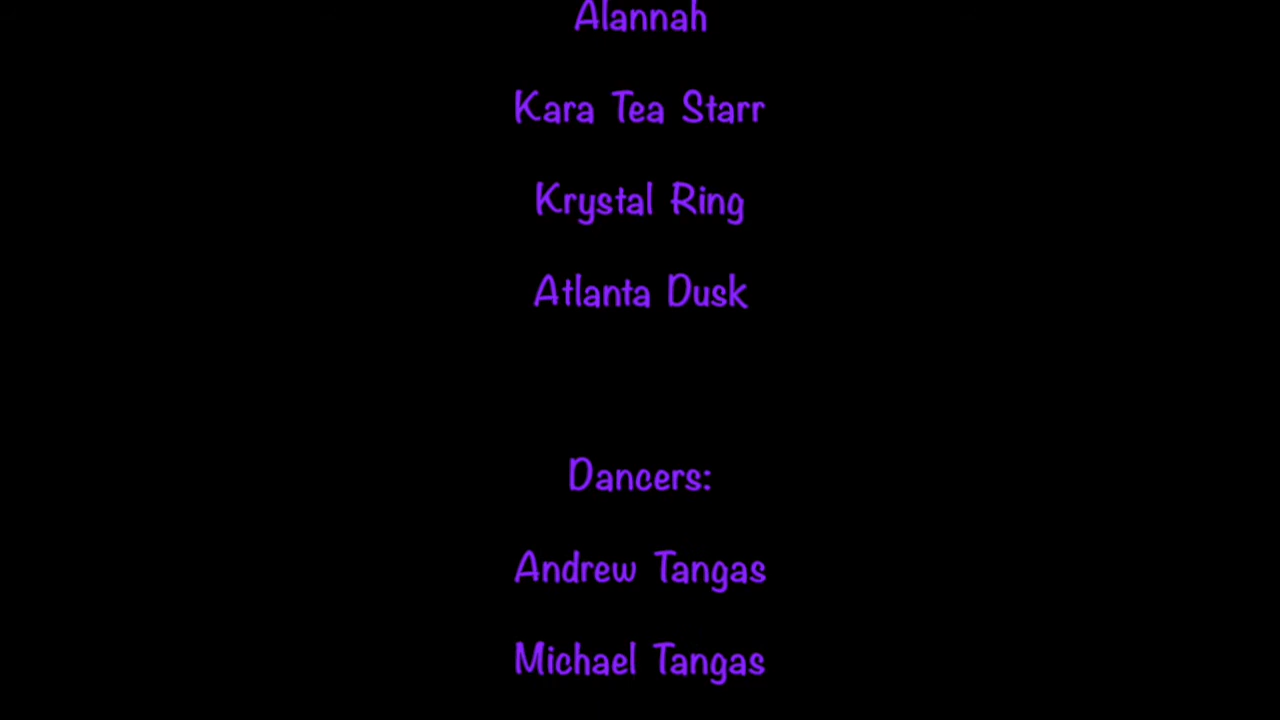 Alannah
Kara Tea Starr
Krystal Ring
Atlanta Dusk
Dancers:
Andrew Tangas
Michael Tangas